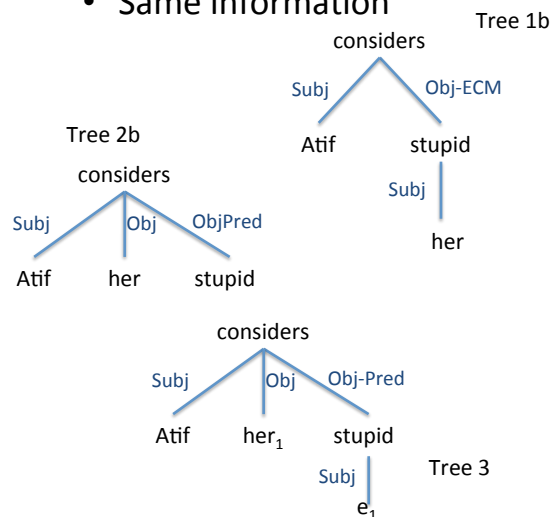 • Same information
Tree 1b
considers
Subj Obj-ECM
Atif stupid
Subj
her
Tree 2b
considers
Subj Obj ObjPred
Atif her stupid
considers
Subj Obj Obj-Pred
Atif her₁ stupid
Subj Tree 3
e₁